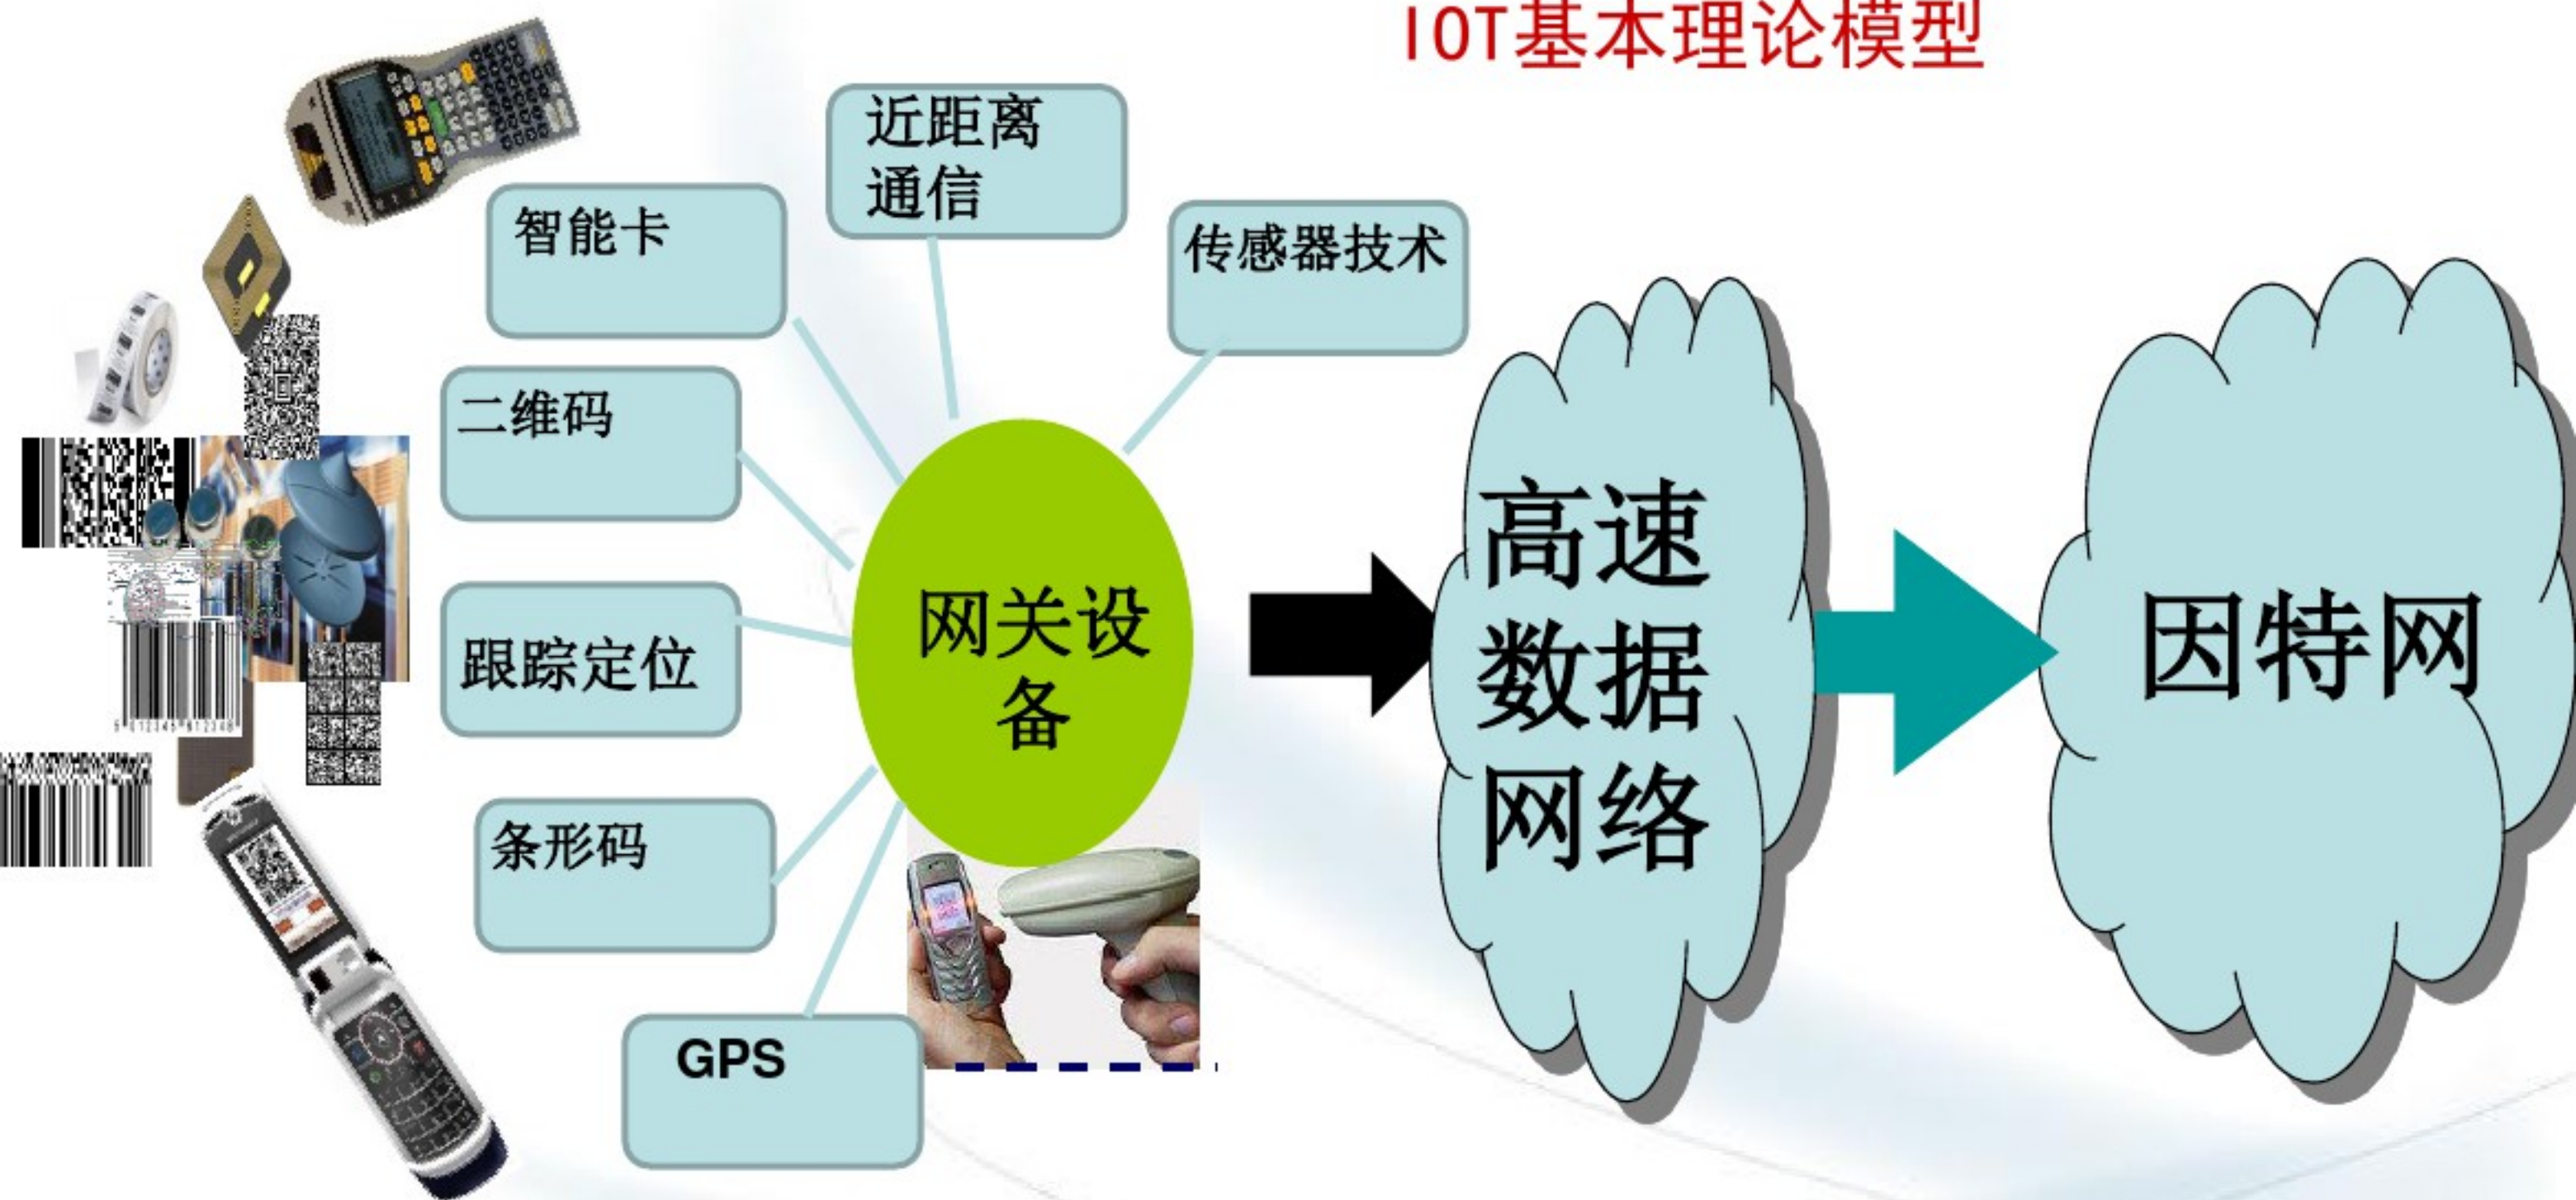 IOT基本理论模型
近距离
通信
智能卡
传感器技术
二维码
跟踪定位
条形码
GPS
网关设
备
高速
数据
网络
因特网